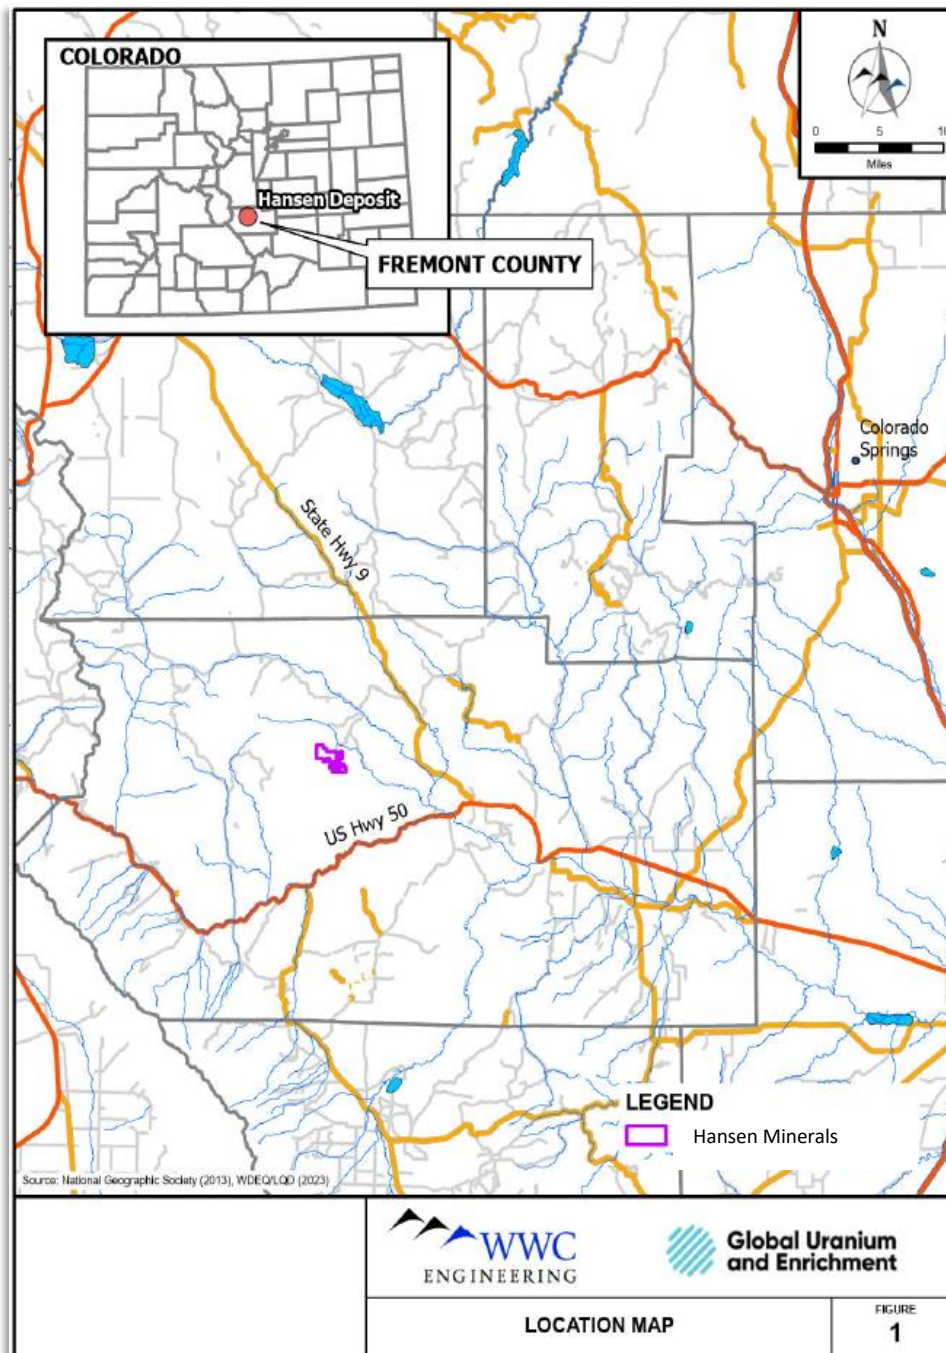 COLORADO
Hansen Deposit
FREMONT COUNTY
N
0 5 10
Miles
Colorado
Springs
State Hwy 9
US Hwy 50
LEGEND
Hansen Minerals
Source: National Geographic Society (2013), WDEQ/LQD (2023)
WWC
ENGINEERING
Global Uranium
and Enrichment
LOCATION MAP
FIGURE
1